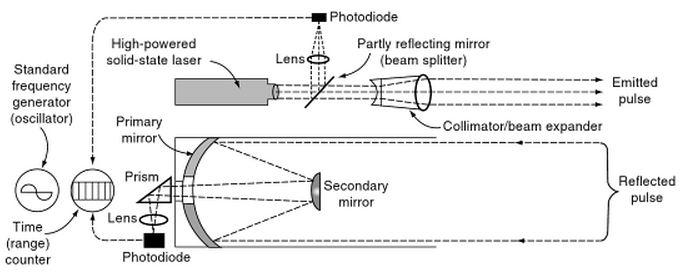 Photodiode
High-powered
solid-state laser
Lens
Partly reflecting mirror
(beam splitter)
Standard
frequency
generator
(oscillator)
Emitted
pulse
Collimator/beam expander
Primary
mirror
Prism
Secondary
mirror
Reflected
pulse
Lens
Time
(range)
counter
Photodiode